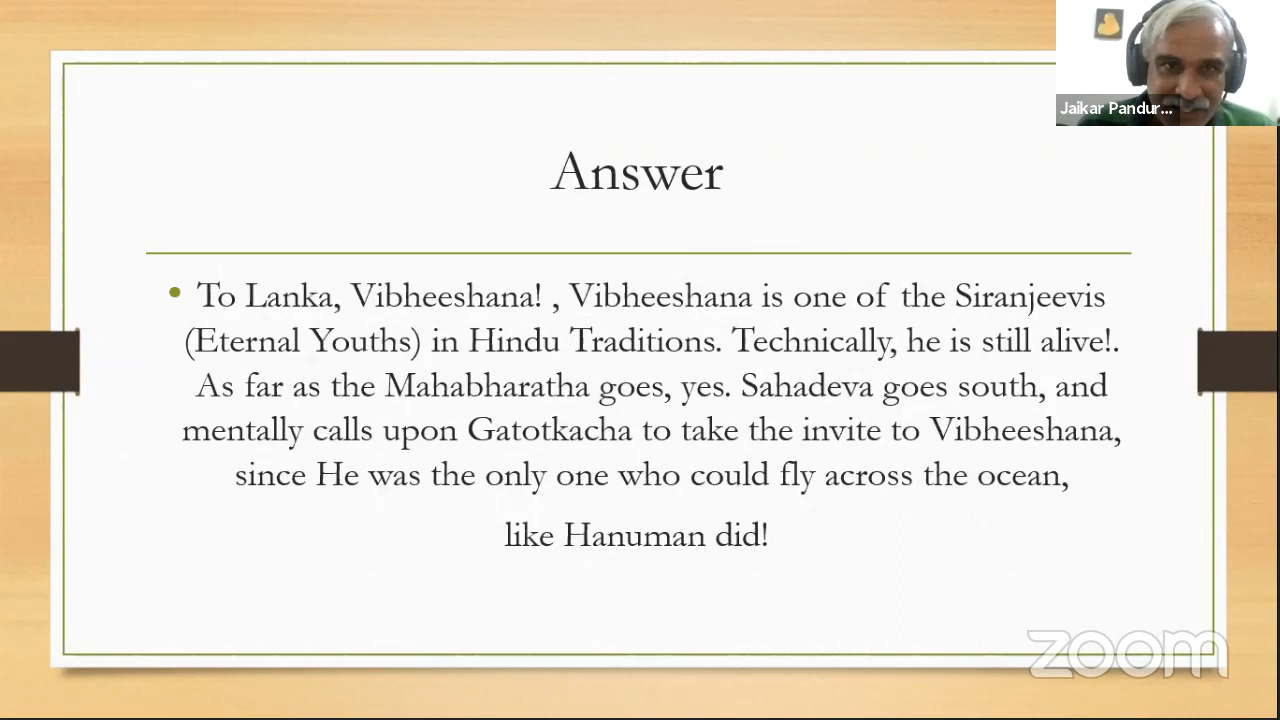 Jaikar Pandur...
Answer
• To Lanka, Vibheeshana! , Vibheeshana is one of the Siranjeevis
(Eternal Youths) in Hindu Traditions. Technically, he is still alive!.
As far as the Mahabharatha goes, yes. Sahadeva goes south, and
mentally calls upon Gatotkacha to take the invite to Vibheeshana,
since He was the only one who could fly across the ocean,
like Hanuman did!
zoom